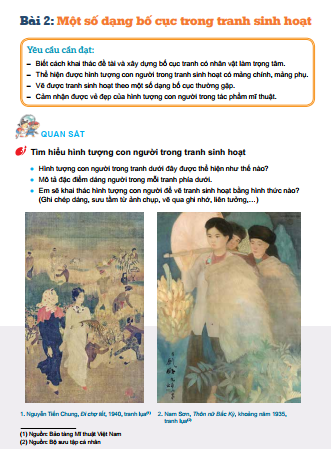 Bài 2: Một số dạng bố cục trong tranh sinh hoạt
Yêu cầu cần đạt:
– Biết cách khai thác đề tài và xây dựng bố cục tranh có nhân vật làm trọng tâm.
– Thể hiện được hình tượng con người trong tranh sinh hoạt có mảng chính, mảng phụ.
– Vẽ được tranh sinh hoạt theo một số dạng bố cục thường gặp.
– Cảm nhận được vẻ đẹp của hình tượng con người trong tác phẩm mĩ thuật.
QUAN SÁT
Tìm hiểu hình tượng con người trong tranh sinh hoạt
• Hình tượng con người trong tranh dưới đây được thể hiện như thế nào?
• Mô tả đặc điểm dáng người trong mỗi tranh phía dưới.
• Em sẽ khai thác hình tượng con người để vẽ tranh sinh hoạt bằng hình thức nào?
(Ghi chép dáng, sưu tầm từ ảnh chụp, vẽ qua ghi nhớ, liên tưởng,...)
1. Nguyễn Tiến Chung, Đi chợ tết, 1940, tranh lụa(1)
2. Nam Sơn, Thôn nữ Bắc Kỳ, khoảng năm 1935,
tranh lụa(2)
(1) Nguồn: Bảo tàng Mĩ thuật Việt Nam
(2) Nguồn: Bộ sưu tập cá nhân